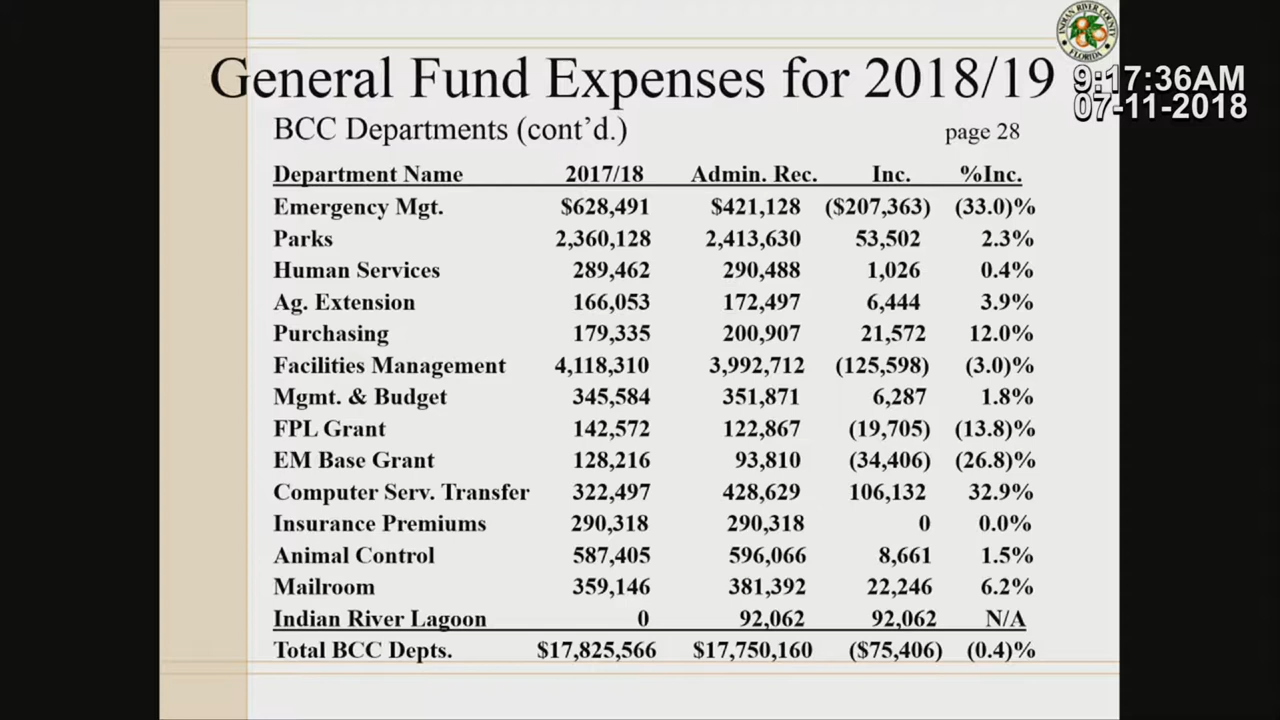 INDIAN RIVER COUNTY
FLORIDA
General Fund Expenses for 2018/19
9:17:36AM
07-11-2018
BCC Departments (cont’d.) page 28
Department Name 2017/18 Admin. Rec. Inc. %Inc.
Emergency Mgt. $628,491 $421,128 ($207,363) (33.0)%
Parks 2,360,128 2,413,630 53,502 2.3%
Human Services 289,462 290,488 1,026 0.4%
Ag. Extension 166,053 172,497 6,444 3.9%
Purchasing 179,335 200,907 21,572 12.0%
Facilities Management 4,118,310 3,992,712 (125,598) (3.0)%
Mgmt. & Budget 345,584 351,871 6,287 1.8%
FPL Grant 142,572 122,867 (19,705) (13.8)%
EM Base Grant 128,216 93,810 (34,406) (26.8)%
Computer Serv. Transfer 322,497 428,629 106,132 32.9%
Insurance Premiums 290,318 290,318 0 0.0%
Animal Control 587,405 596,066 8,661 1.5%
Mailroom 359,146 381,392 22,246 6.2%
Indian River Lagoon 0 92,062 92,062 N/A
Total BCC Depts. $17,825,566 $17,750,160 ($75,406) (0.4)%